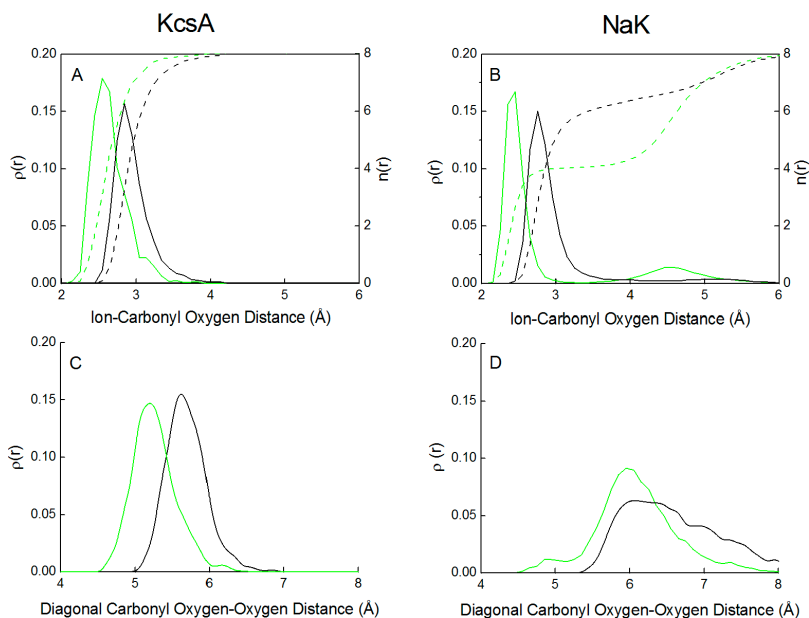 KcsA
NaK
A
0.20
0.15
0.10
0.05
0.00
ρ(r)
8
6
4
2
0
n(r)
2 3 4 5 6
Ion-Carbonyl Oxygen Distance (Å)
B
0.20
0.15
0.10
0.05
0.00
ρ(r)
8
6
4
2
0
n(r)
2 3 4 5 6
Ion-Carbonyl Oxygen Distance (Å)
C
0.20
0.15
0.10
0.05
0.00
ρ(r)
4 5 6 7 8
Diagonal Carbonyl Oxygen-Oxygen Distance (Å)
D
0.20
0.15
0.10
0.05
0.00
ρ (r)
4 5 6 7 8
Diagonal Carbonyl Oxygen-Oxygen Distance (Å)